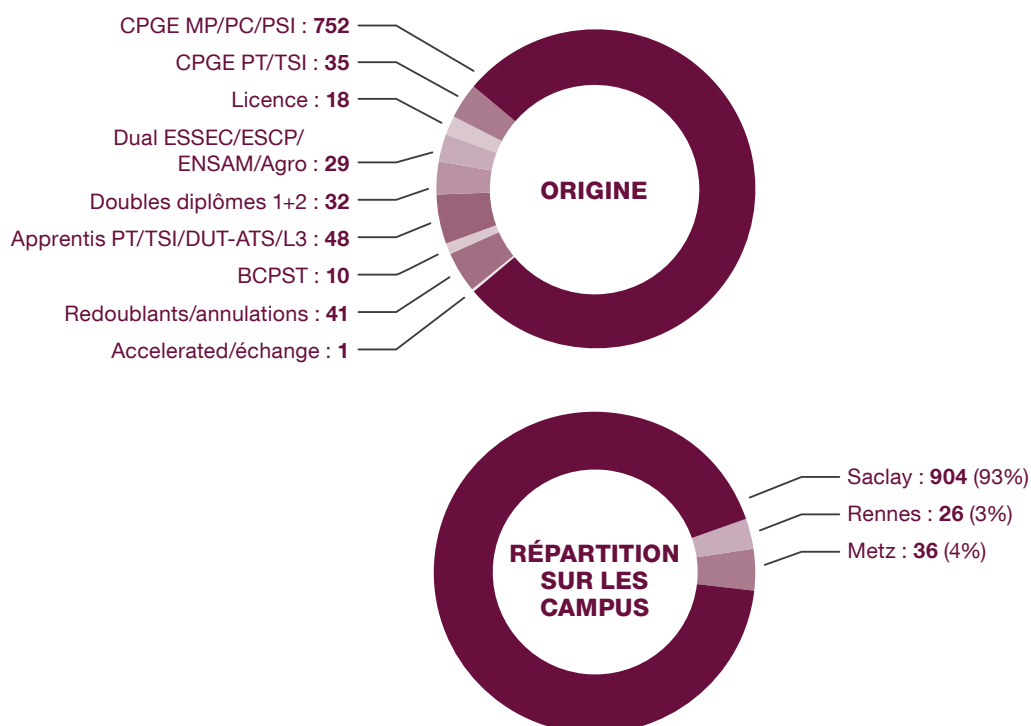 CPGE MP/PC/PSI : 752
CPGE PT/TSI : 35
Licence : 18
Dual ESSEC/ESCP/
ENSAM/Agro : 29
Doubles diplômes 1+2 : 32
Apprentis PT/TSI/DUT-ATS/L3 : 48
BCPST : 10
Redoublants/annulations : 41
Accelerated/échange : 1
ORIGINE
Saclay : 904 (93%)
Rennes : 26 (3%)
Metz : 36 (4%)
RÉPARTITION
SUR LES
CAMPUS